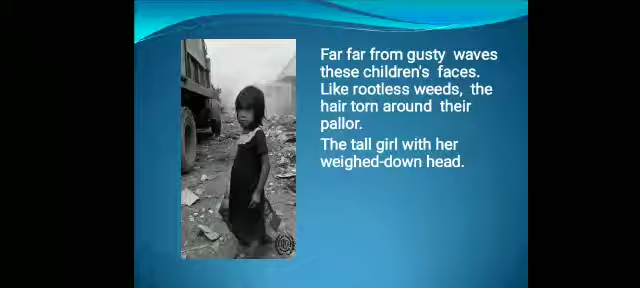 Far far from gusty waves
these children's faces.
Like rootless weeds, the
hair torn around their
pallor.
The tall girl with her
weighed-down head.